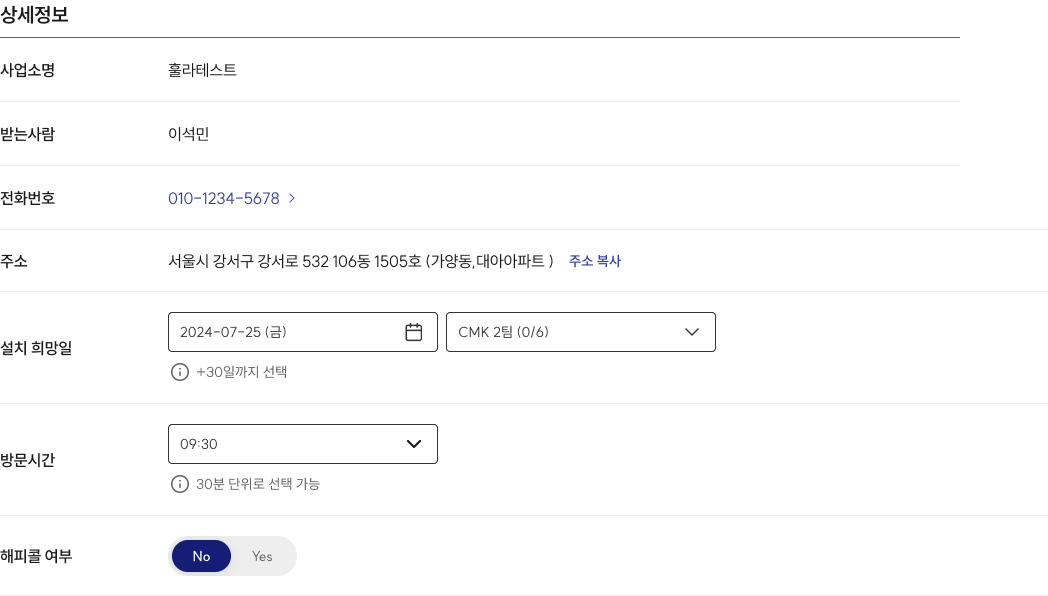 상세정보
사업소명 훌라테스트
받는사람 이석민
전화번호 010-1234-5678 >
주소 서울시 강서구 강서로 532 106동 1505호 (가양동,대아아파트 ) 주소 복사
설치 희망일 2024-07-25 (금) CMK 2팀 (0/6)
+30일까지 선택
방문시간 09:30
30분 단위로 선택 가능
해피콜 여부 No Yes